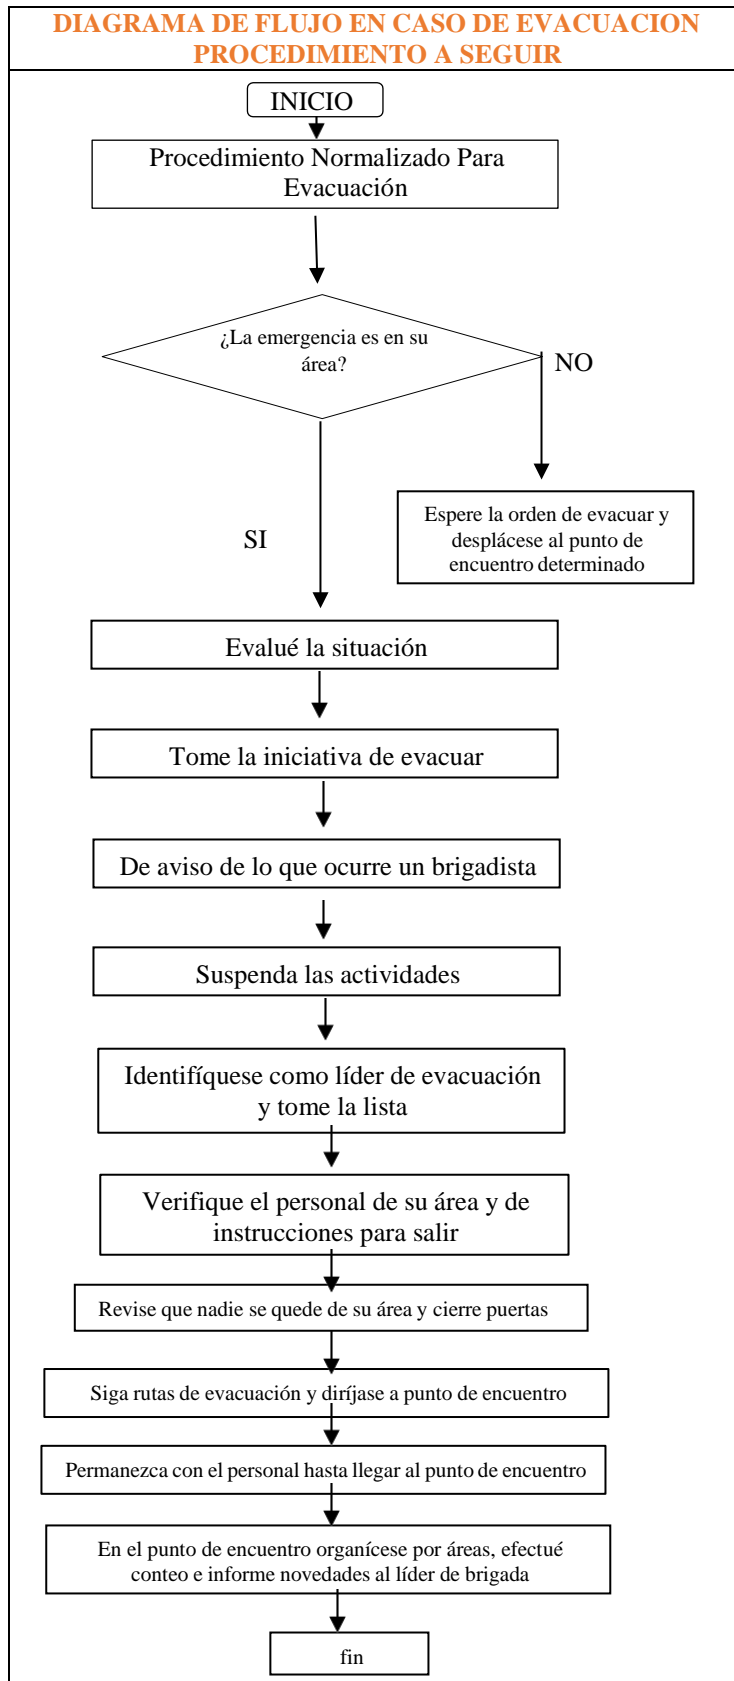 DIAGRAMA DE FLUJO EN CASO DE EVACUACION
PROCEDIMIENTO A SEGUIR
INICIO
Procedimiento Normalizado Para
Evacuación
¿La emergencia es en su
área?
NO
Espere la orden de evacuar y
desplácese al punto de
encuentro determinado
SI
Evalué la situación
Tome la iniciativa de evacuar
De aviso de lo que ocurre un brigadista
Suspenda las actividades
Identifíquese como líder de evacuación
y tome la lista
Verifique el personal de su área y de
instrucciones para salir
Revise que nadie se quede de su área y cierre puertas
Siga rutas de evacuación y diríjase a punto de encuentro
Permanezca con el personal hasta llegar al punto de encuentro
En el punto de encuentro organícese por áreas, efectué
conteo e informe novedades al líder de brigada
fin